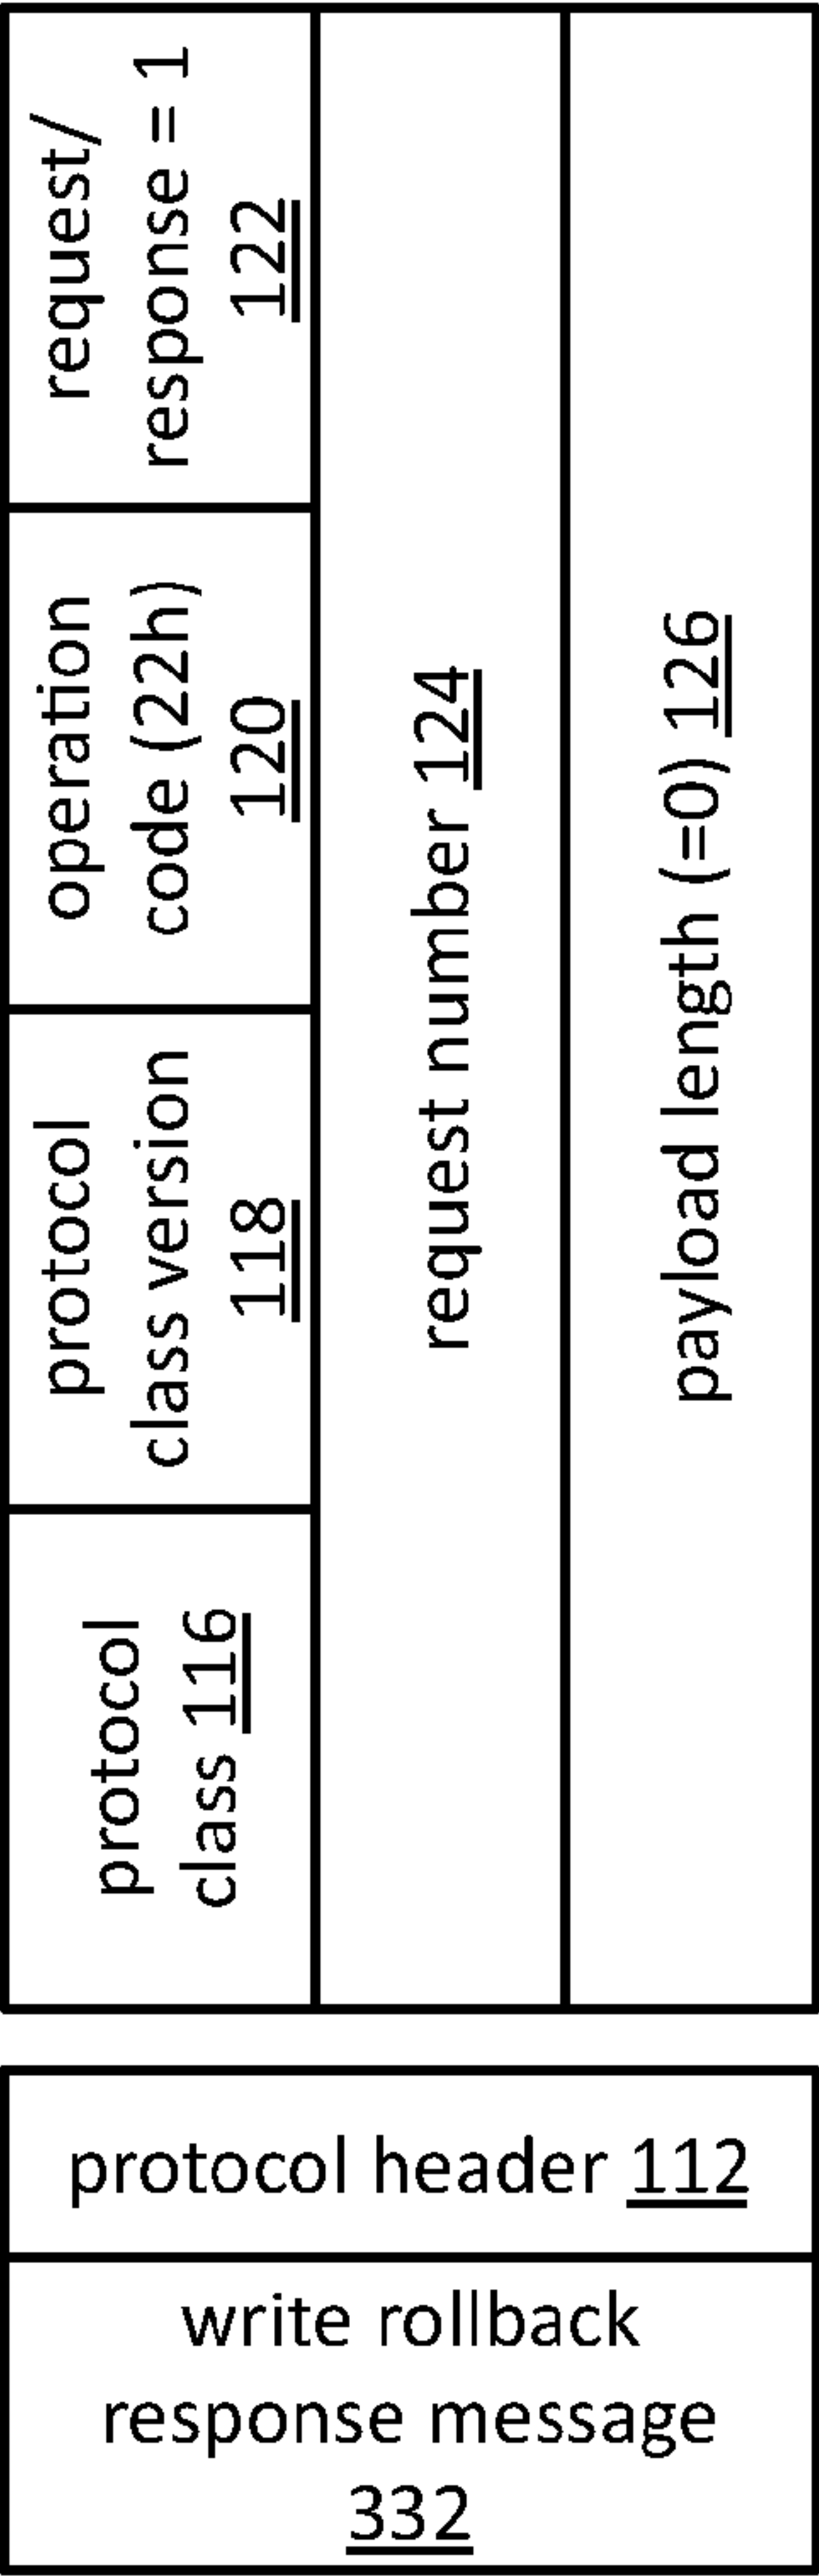 write rollback
response message
332
protocol header 112
protocol
class 116
protocol
class version
118
operation
code (22h)
120
request/
response = 1
122
request number 124
payload length (=0) 126